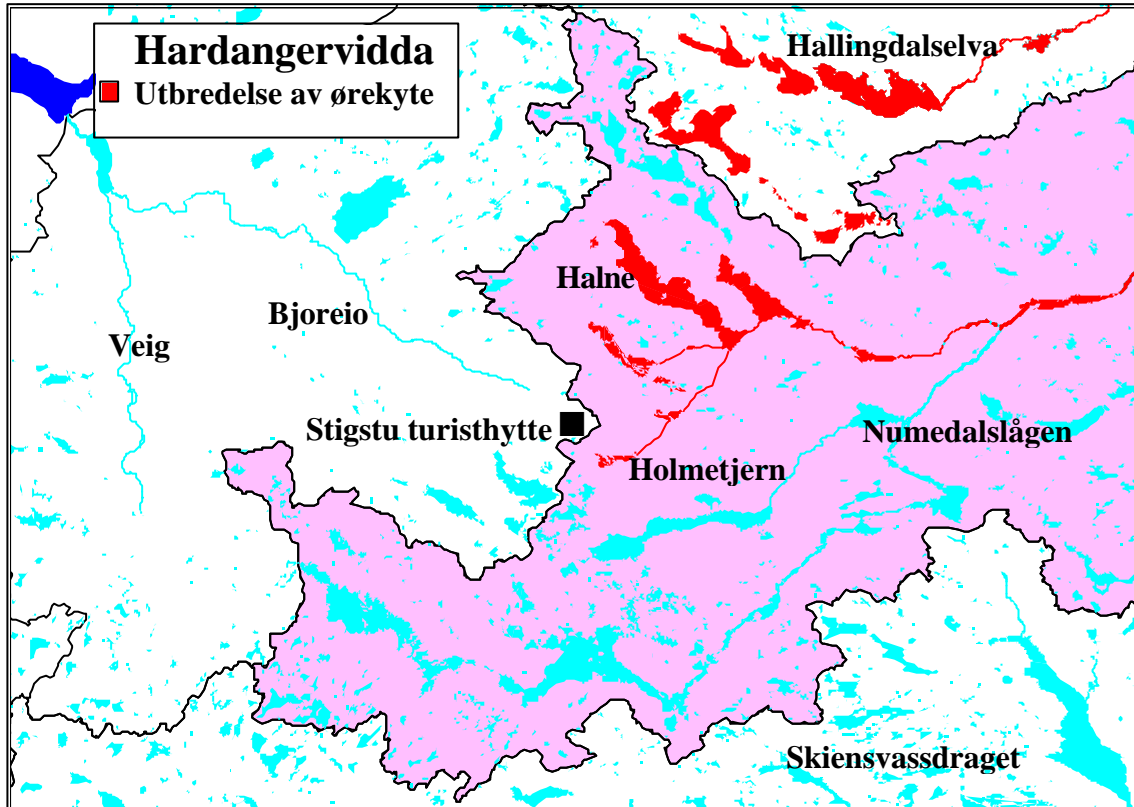 Hardangervidda
Utbredelse av ørekyte
Hallingdalselva
Halne
Bjoreio
Veig
Stigstu turisthytte
Numedalslågen
Holmetjern
Skiensvassdraget